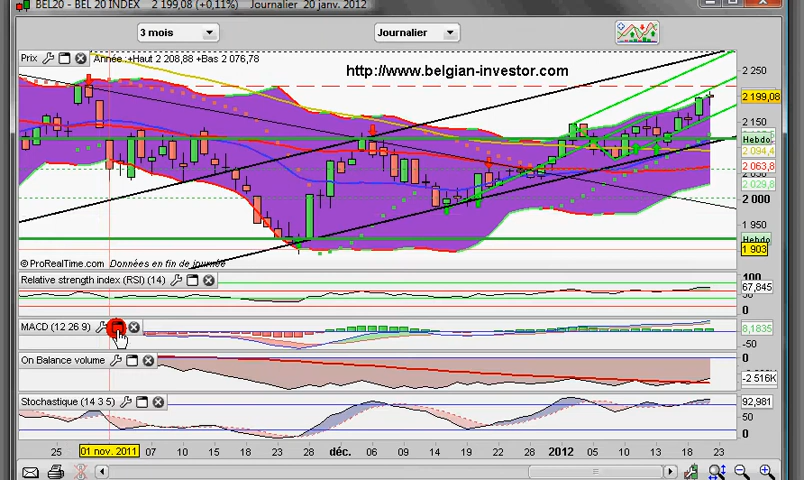 BEL20 - BEL 20 INDEX 2 199,08 (+0,11%) Journalier 20 janv. 2012
3 mois
Journalier
Prix Année :+Haut 2 208,88 (+Bas 2 076,78
http://www.belgian-investor.com
2 250
2 199,08
2 150
Hebdo
2 094,4
2 063,8
2 029,8
2 000
1 950
Hebdo
1 903
© ProRealTime.com Données en fin de journée
Relative strength index (RSI) (14)
100
67,845
0
MACD (12 26 9)
8,1835
-50
On Balance volume
0
-2 516K
Stochastique (14 3 5)
92,981
50
0
25
01 nov. 2011
07
10
15
18
23
28
déc.
06
09
14
19
22
28
2012
05
10
13
18
23